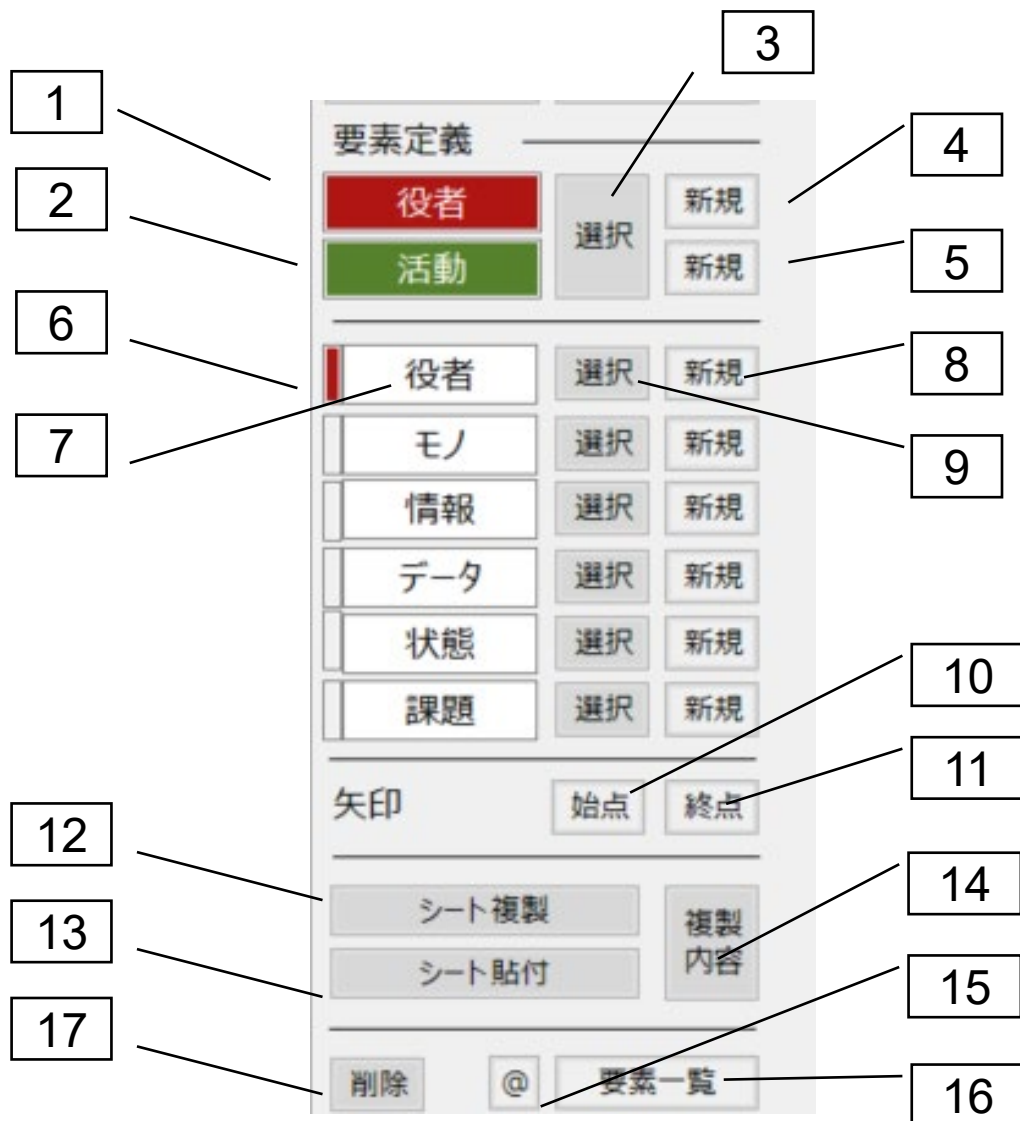 3
1
要素定義
4
役者 選択 新規
2
活動 新規
5
6
役者 選択 新規
8
7
モノ 選択 新規
9
情報 選択 新規
データ 選択 新規
状態 選択 新規
10
課題 選択 新規
11
矢印 始点 終点
12
シート複製 複製
内容
14
13
シート貼付
15
17
削除 @ 要素一覧
16